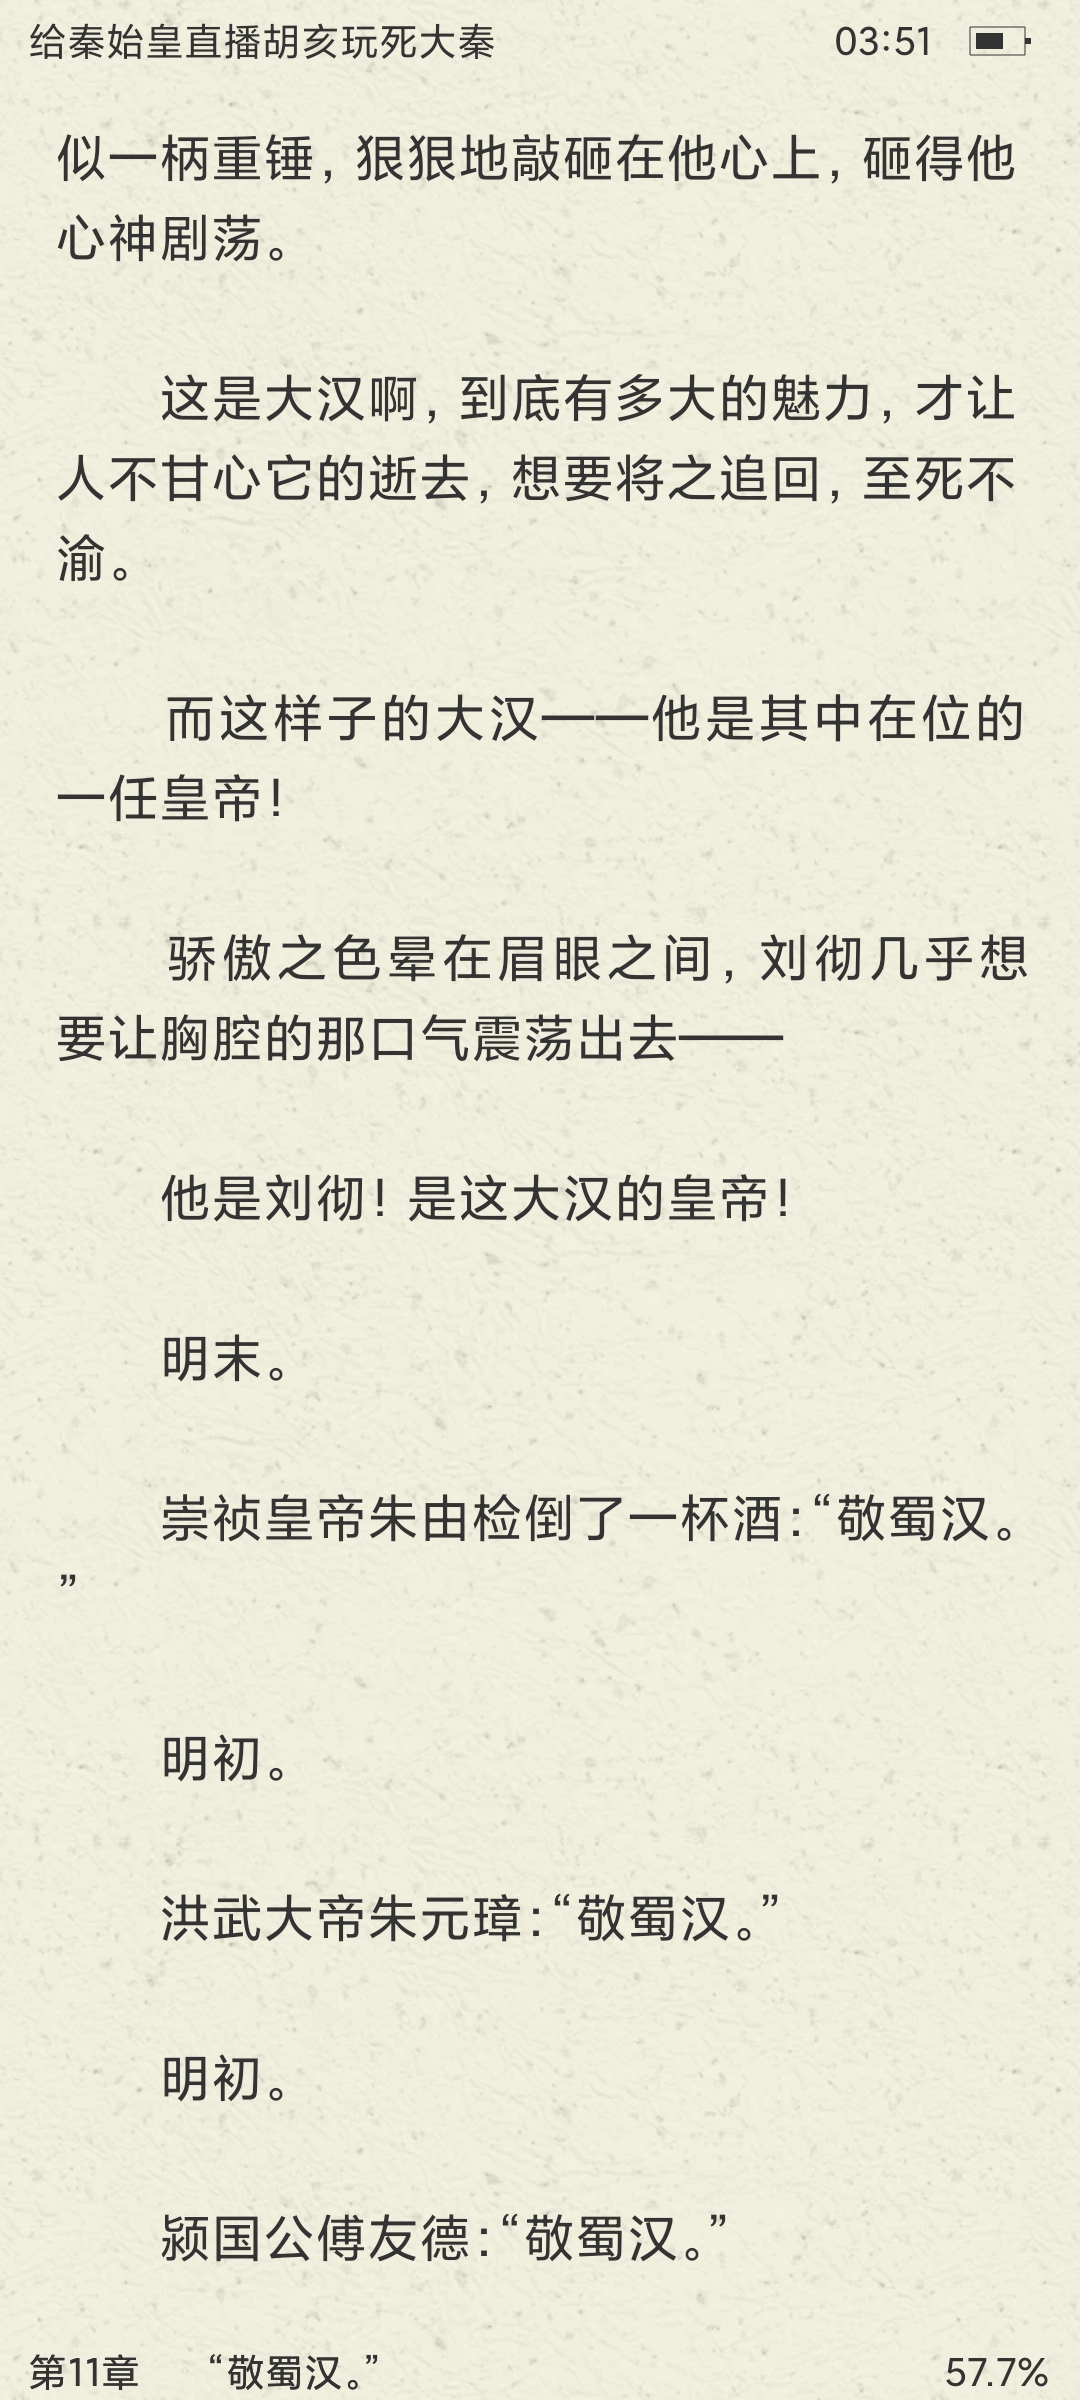 给秦始皇直播胡亥玩死大秦 03:51
似一柄重锤，狠狠地敲砸在他心上，砸得他
心神剧荡。
这是大汉啊，到底有多大的魅力，才让
人不甘心它的逝去，想要将之追回，至死不
渝。
而这样子的大汉——他是其中在位的
一任皇帝！
骄傲之色晕在眉眼之间，刘彻几乎想
要让胸腔的那口气震荡出去——
他是刘彻！是这大汉的皇帝！
明末。
崇祯皇帝朱由检倒了一杯酒：“敬蜀汉。
”
明初。
洪武大帝朱元璋：“敬蜀汉。”
明初。
颍国公傅友德：“敬蜀汉。”
第11章 “敬蜀汉。” 57.7%